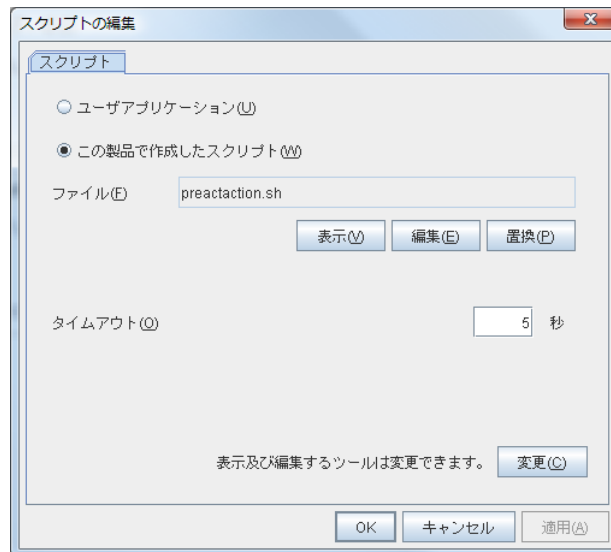 スクリプトの編集
スクリプト
ユーザアプリケーション(U)
この製品で作成したスクリプト(W)
ファイル(F) preactaction.sh
表示(V) 編集(E) 置換(P)
タイムアウト(O) 5 秒
表示及び編集するツールは変更できます。 変更(C)
OK キャンセル 適用(A)